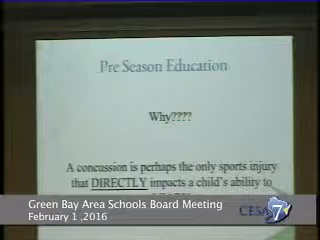 Pre Season Education
Why????
A concussion is perhaps the only sports injury
that DIRECTLY impacts a child's ability to
Green Bay Area Schools Board Meeting
CESA 7
February 1 ,2016